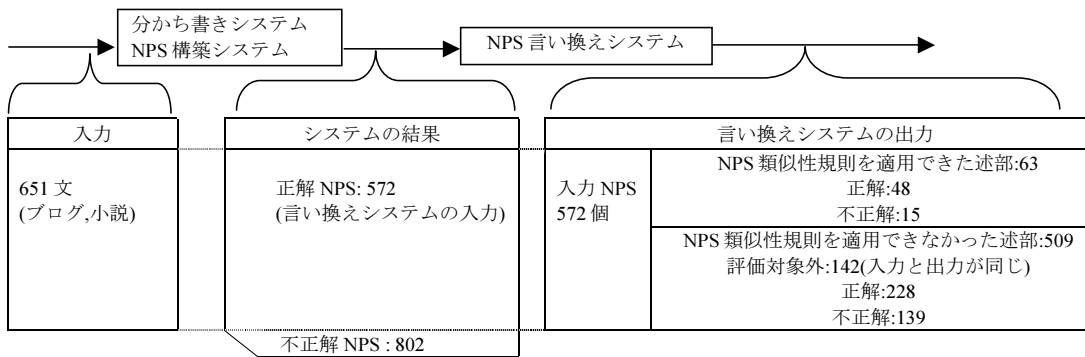 分かち書きシステム
NPS 構築システム
NPS 言い換えシステム
入力
システムの結果
言い換えシステムの出力
651 文
(ブログ,小説)
正解 NPS: 572
(言い換えシステムの入力)
入力 NPS
572 個
NPS 類似性規則を適用できた述部:63
正解:48
不正解:15
NPS 類似性規則を適用できなかった述部:509
評価対象外:142(入力と出力が同じ)
正解:228
不正解:139
不正解 NPS : 802